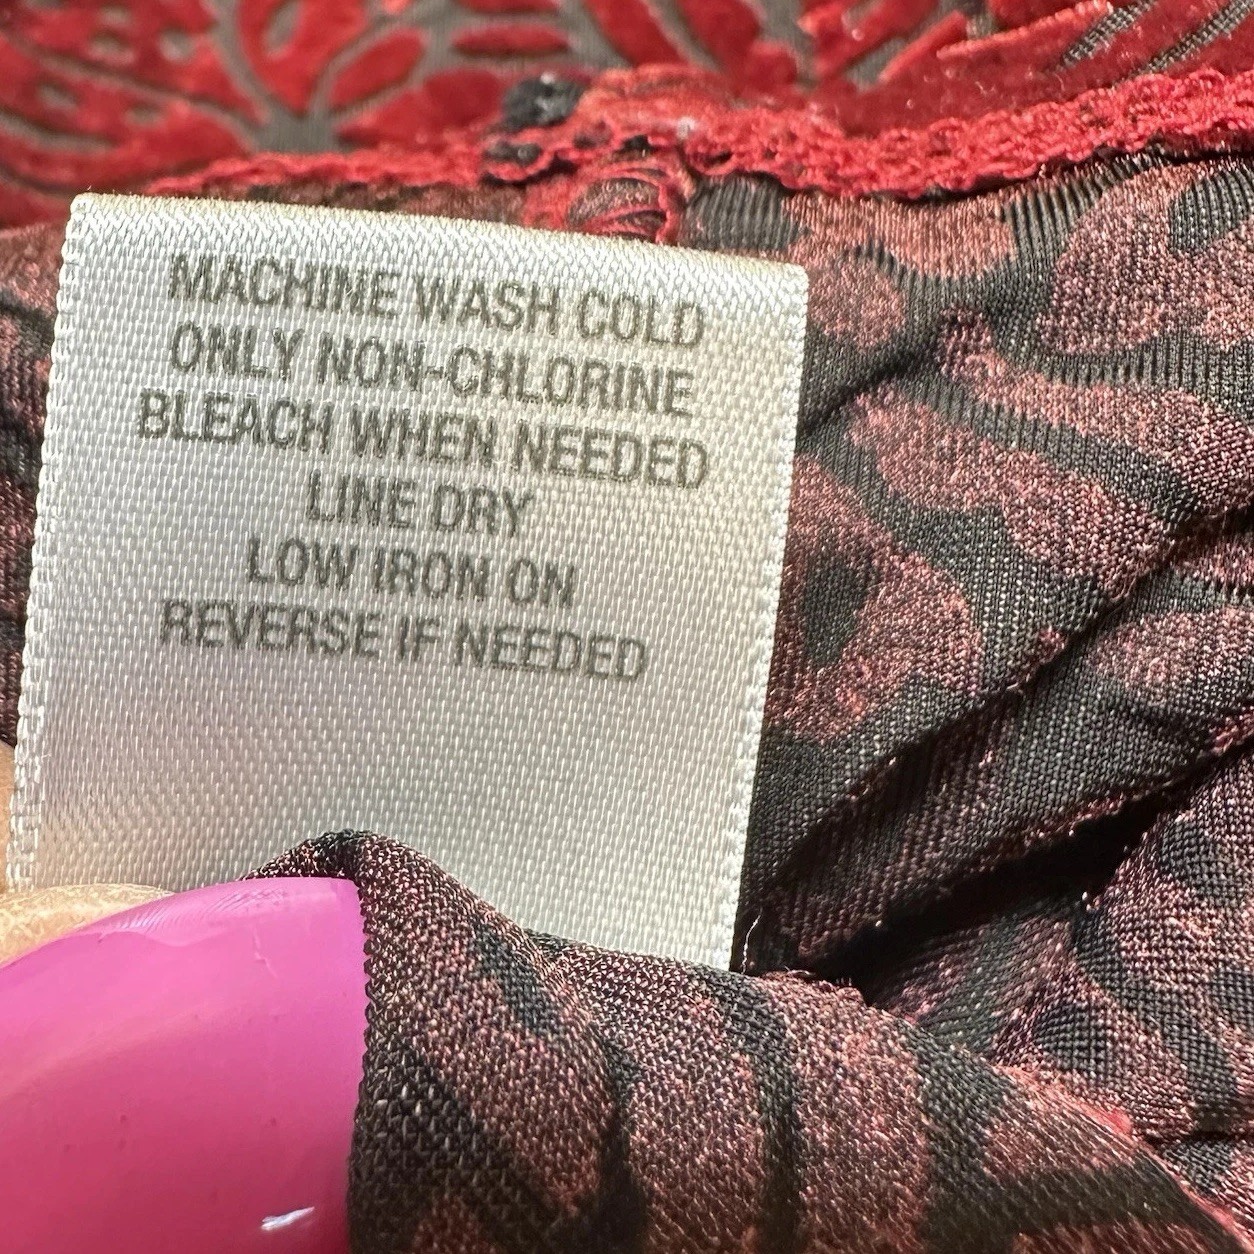 MACHINE WASH COLD
ONLY NON-CHLORINE
BLEACH WHEN NEEDED
LINE DRY
LOW IRON ON
REVERSE IF NEEDED